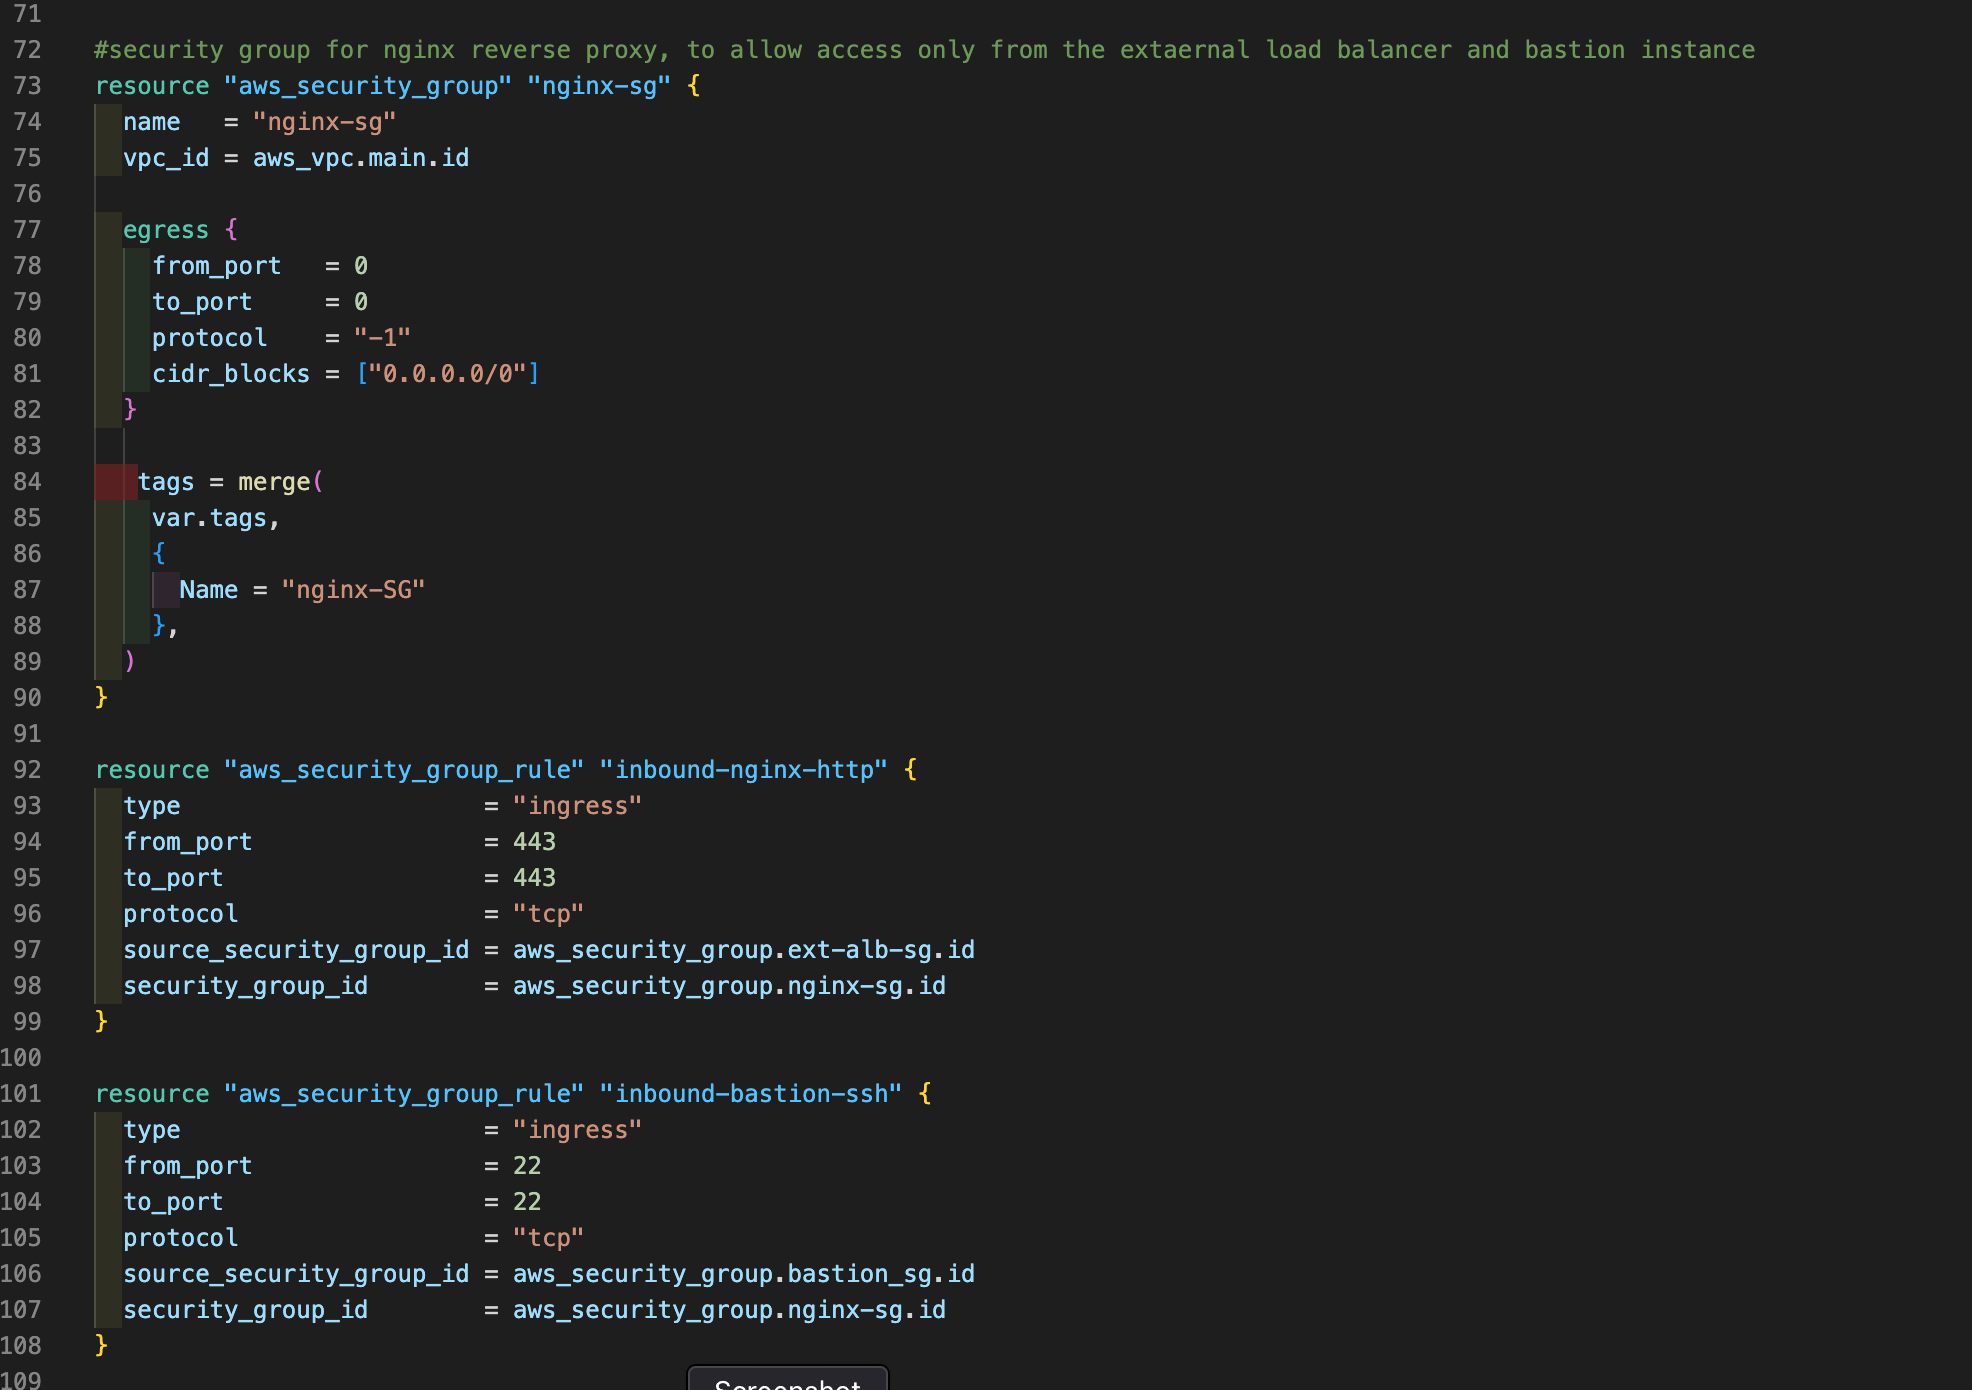 71
72 #security group for nginx reverse proxy, to allow access only from the extaernal load balancer and bastion instance
73 resource "aws_security_group" "nginx-sg" {
74   name   = "nginx-sg"
75   vpc_id = aws_vpc.main.id
76
77   egress {
78     from_port   = 0
79     to_port     = 0
80     protocol    = "-1"
81     cidr_blocks = ["0.0.0.0/0"]
82   }
83
84    tags = merge(
85     var.tags,
86     {
87       Name = "nginx-SG"
88     },
89   )
90 }
91
92 resource "aws_security_group_rule" "inbound-nginx-http" {
93   type                     = "ingress"
94   from_port                = 443
95   to_port                  = 443
96   protocol                 = "tcp"
97   source_security_group_id = aws_security_group.ext-alb-sg.id
98   security_group_id        = aws_security_group.nginx-sg.id
99 }
100
101 resource "aws_security_group_rule" "inbound-bastion-ssh" {
102   type                     = "ingress"
103   from_port                = 22
104   to_port                  = 22
105   protocol                 = "tcp"
106   source_security_group_id = aws_security_group.bastion_sg.id
107   security_group_id        = aws_security_group.nginx-sg.id
108 }
109
Screenshot